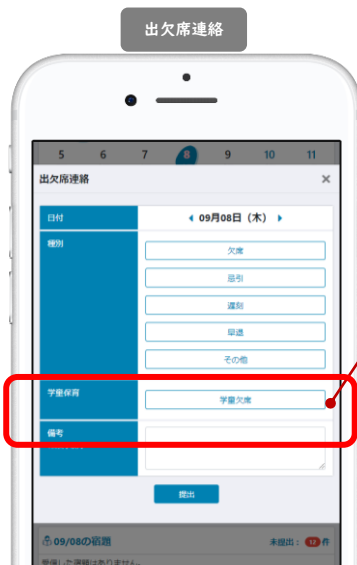 出欠席連絡
5 6 7 8 9 10 11
出欠席連絡 ×
日付 09月08日（木）
種別 欠席
忌引
遅刻
早退
その他
学童保育 学童欠席
備考
提出
09/08の宿題 未提出： 12 件